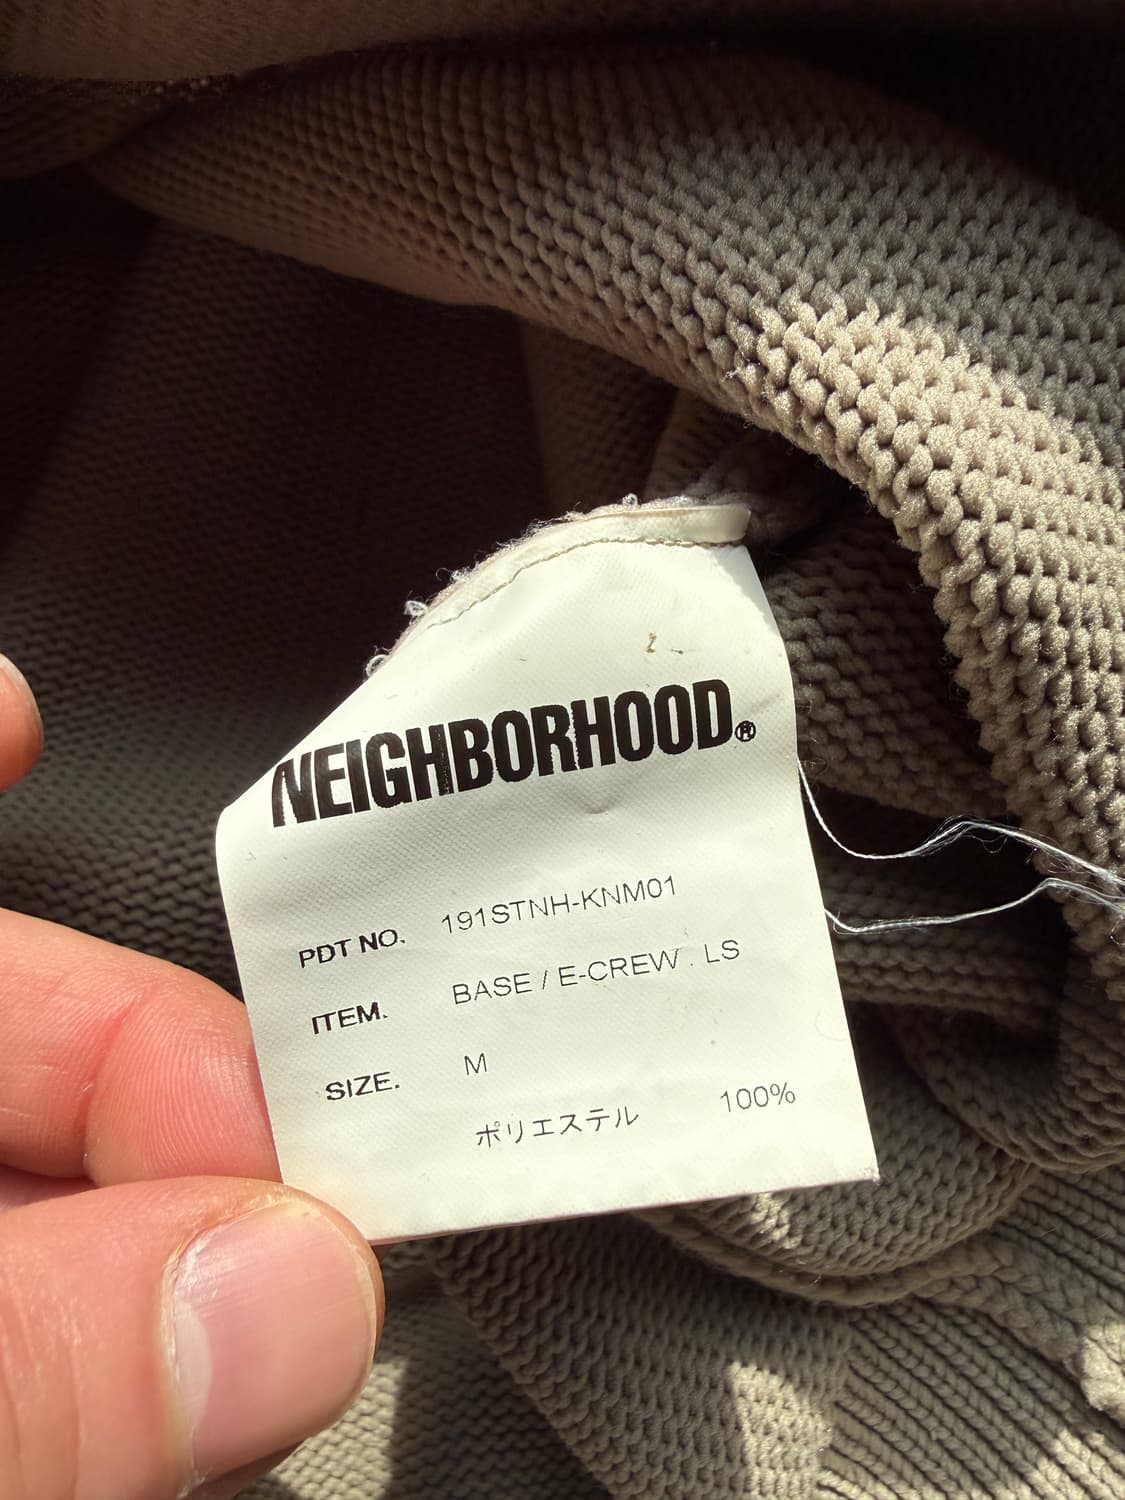 NEIGHBORHOOD®
PDT NO. 191STNH-KNM01
ITEM. BASE / E-CREW . LS
SIZE. M
ポリエステル 100%